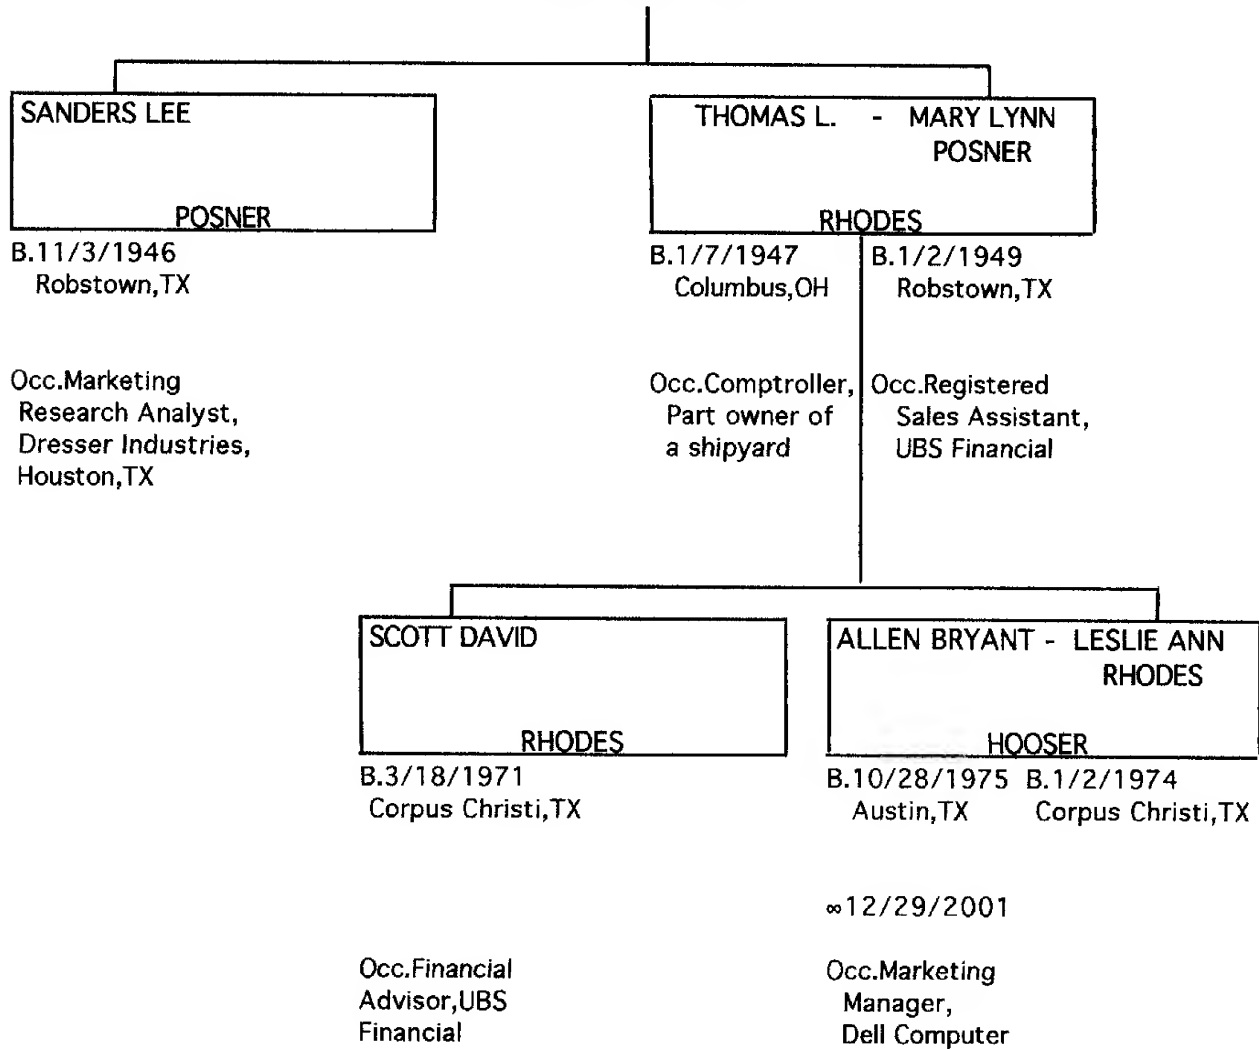 SANDERS LEE
POSNER
B.11/3/1946
Robstown,TX
Occ.Marketing
Research Analyst,
Dresser Industries,
Houston,TX
THOMAS L. - MARY LYNN
POSNER
RHODES
B.1/7/1947 B.1/2/1949
Columbus,OH Robstown,TX
Occ.Comptroller, Occ.Registered
Part owner of Sales Assistant,
a shipyard UBS Financial
SCOTT DAVID
RHODES
B.3/18/1971
Corpus Christi,TX
Occ.Financial
Advisor,UBS
Financial
ALLEN BRYANT - LESLIE ANN
RHODES
HOOSER
B.10/28/1975 B.1/2/1974
Austin,TX Corpus Christi,TX
∞12/29/2001
Occ.Marketing
Manager,
Dell Computer